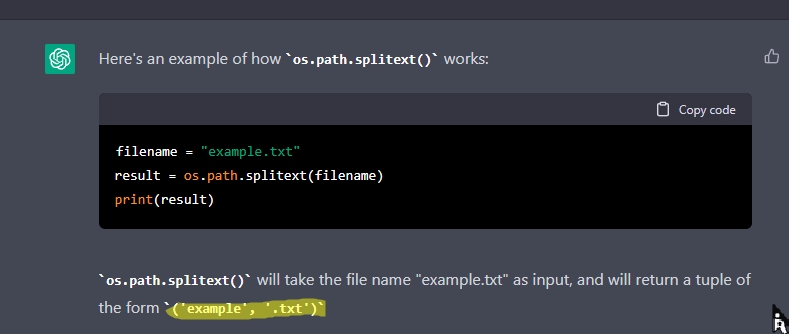 Here's an example of how `os.path.splitext()` works:
Copy code
filename = "example.txt"
result = os.path.splitext(filename)
print(result)
`os.path.splitext()` will take the file name "example.txt" as input, and will return a tuple of
the form `('example', '.txt')`